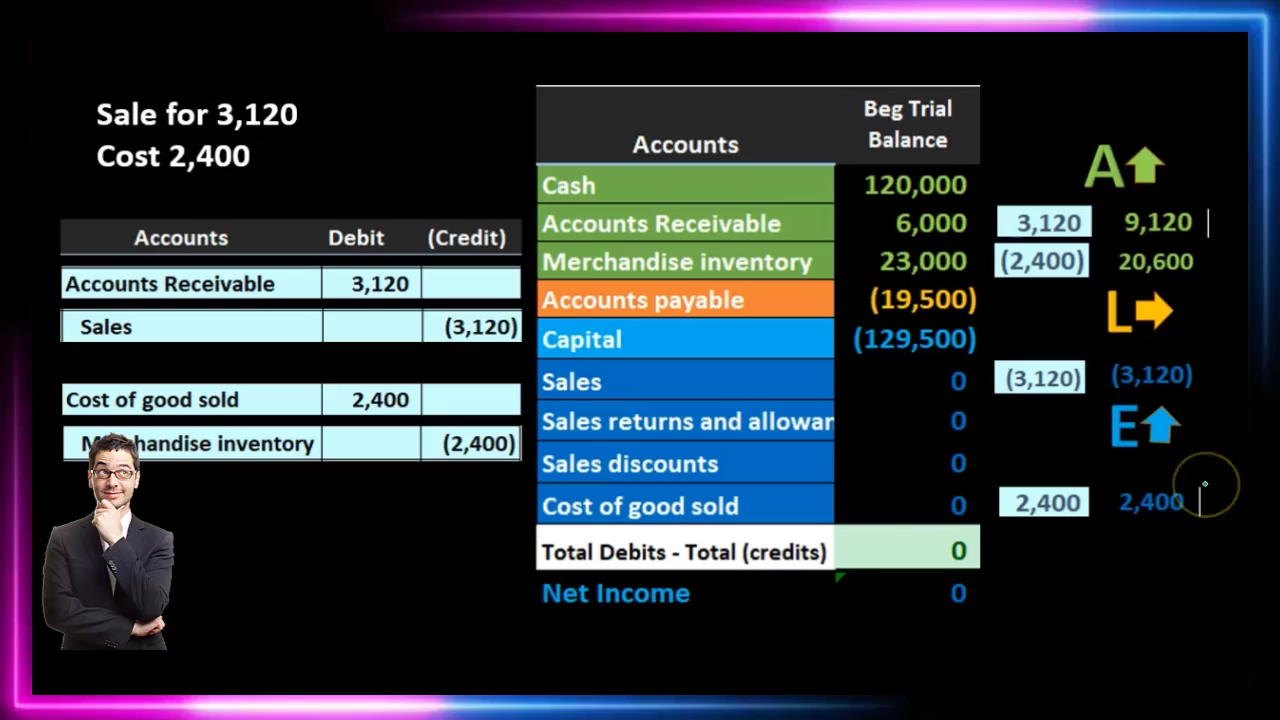 Sale for 3,120
Cost 2,400
Accounts Debit (Credit)
Accounts Receivable 3,120
Sales (3,120)
Cost of good sold 2,400
M chandise inventory (2,400)
Accounts Beg Trial Balance
Cash 120,000
Accounts Receivable 6,000 3,120 9,120
Merchandise inventory 23,000 (2,400) 20,600
Accounts payable (19,500)
Capital (129,500)
Sales 0 (3,120) (3,120)
Sales returns and allowar 0
Sales discounts 0
Cost of good sold 0 2,400 2,400
Total Debits - Total (credits) 0
Net Income 0
A
L
E